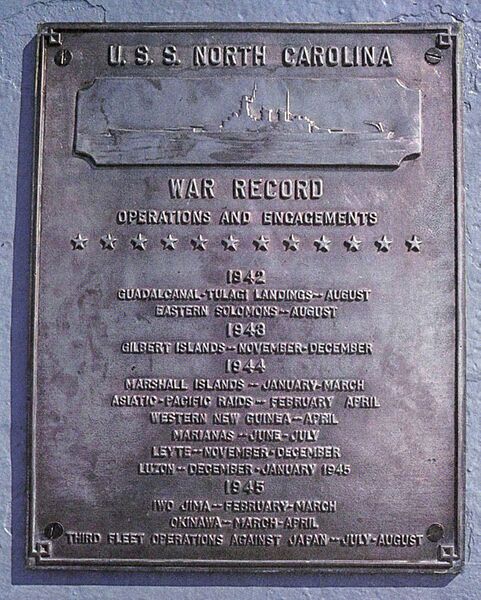 U. S. S. NORTH CAROLINA
WAR RECORD
OPERATIONS AND ENGAGEMENTS
1942
GUADALCANAL-TULAGI LANDINGS--AUGUST
EASTERN SOLOMONS--AUGUST
1943
GILBERT ISLANDS--NOVEMBER-DECEMBER
1944
MARSHALL ISLANDS--JANUARY-MARCH
ASIATIC-PACIFIC RAIDS--FEBRUARY APRIL
WESTERN NEW GUINEA--APRIL
MARIANAS--JUNE-JULY
LEYTE--NOVEMBER-DECEMBER
LUZON--DECEMBER-JANUARY 1945
1945
IWO JIMA--FEBRUARY-MARCH
OKINAWA--MARCH-APRIL
THIRD FLEET OPERATIONS AGAINST JAPAN--JULY-AUGUST